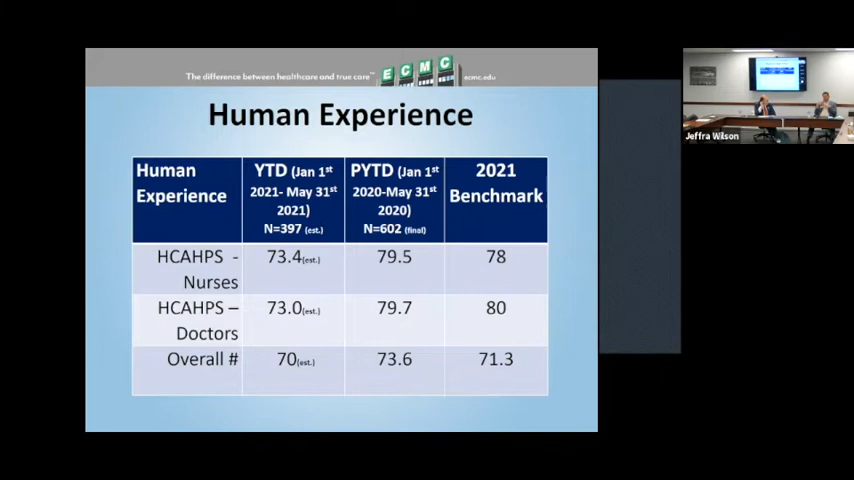 The difference between healthcare and true care™ ECMC ecmc.edu
Human Experience
Human Experience
YTD (Jan 1st 2021- May 31st 2021) N=397 (est.)
PYTD (Jan 1st 2020-May 31st 2020) N=602 (final)
2021 Benchmark
HCAHPS - Nurses
73.4(est.)
79.5
78
HCAHPS – Doctors
73.0(est.)
79.7
80
Overall #
70(est.)
73.6
71.3
Jeffra Wilson